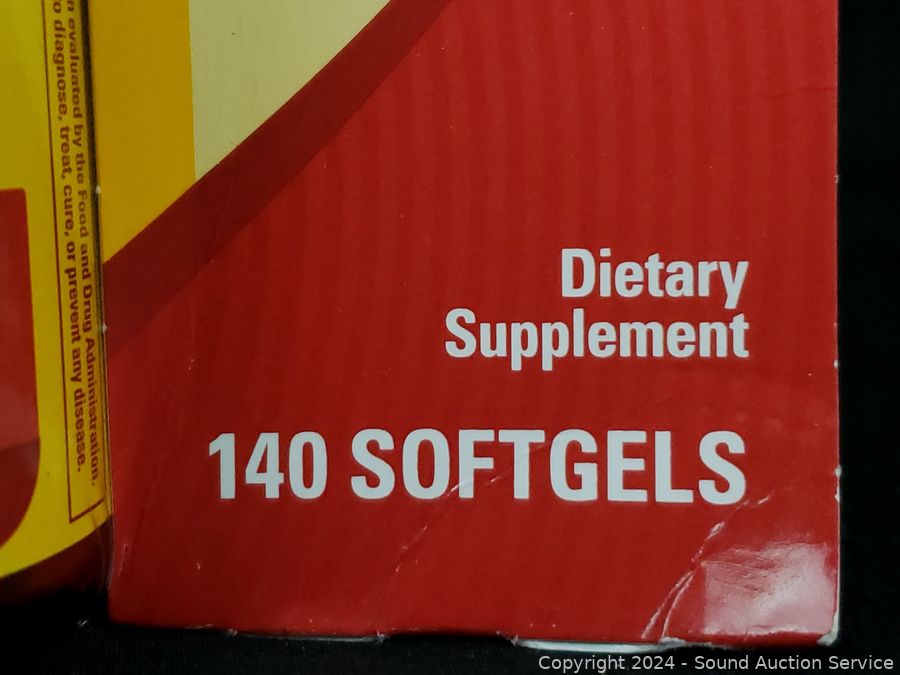 n evaluated by the Food and Drug Administration.
o diagnose, treat, cure, or prevent any disease.
Dietary
Supplement
140 SOFTGELS
Copyright 2024 - Sound Auction Service